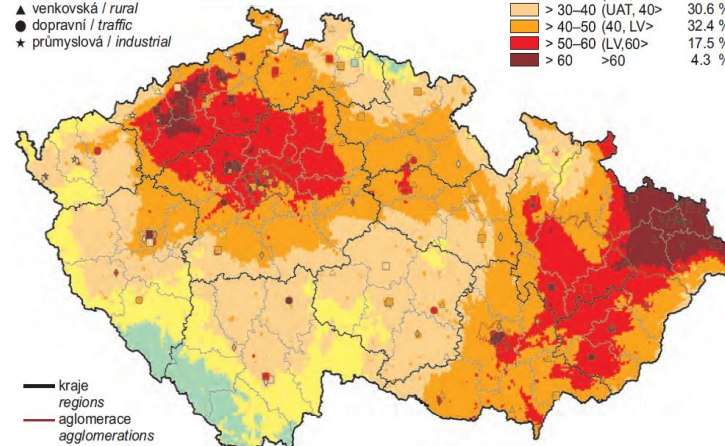 ▲ venkovská / rural
● dopravní / traffic
★ průmyslová / industrial
> 30–40 (UAT, 40> 30.6 %
> 40–50 (40, LV> 32.4 %
> 50–60 (LV,60> 17.5 %
> 60 >60 4.3 %
kraje
regions
aglomerace
agglomerations